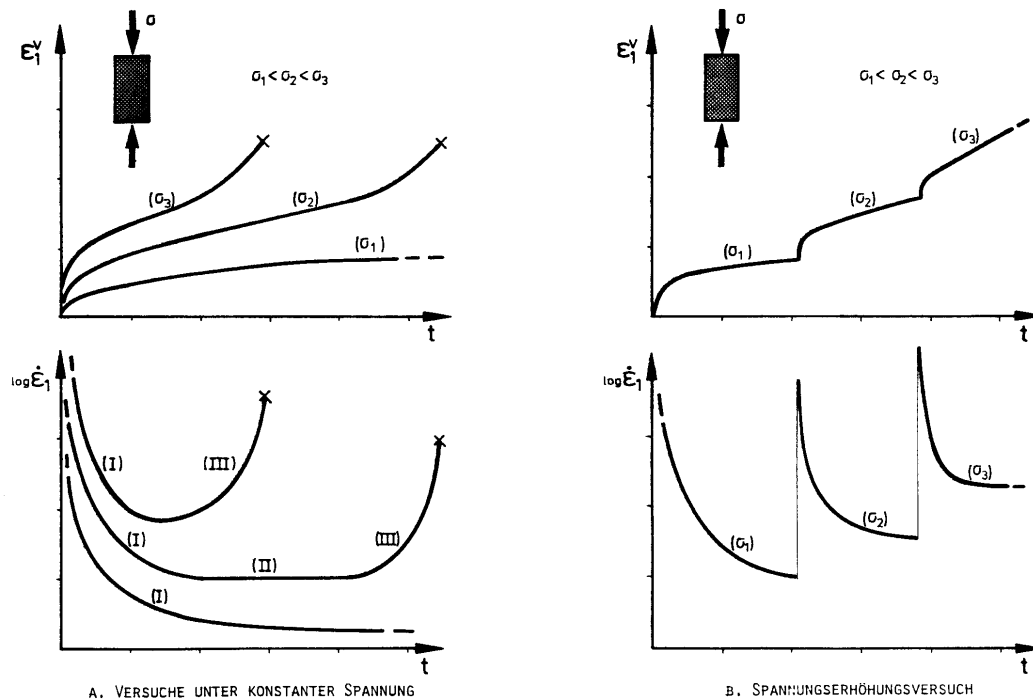 σ
ε₁ᵛ
σ₁ < σ₂ < σ₃
(σ₃)
(σ₂)
(σ₁)
t
log ε̇₁
(I)
(III)
(I)
(II)
(III)
(I)
t
A. VERSUCHE UNTER KONSTANTER SPANNUNG
σ
ε₁ᵛ
σ₁ < σ₂ < σ₃
(σ₃)
(σ₂)
(σ₁)
t
log ε̇₁
(σ₁)
(σ₂)
(σ₃)
t
B. SPANNUNGSERHÖHUNGSVERSUCH